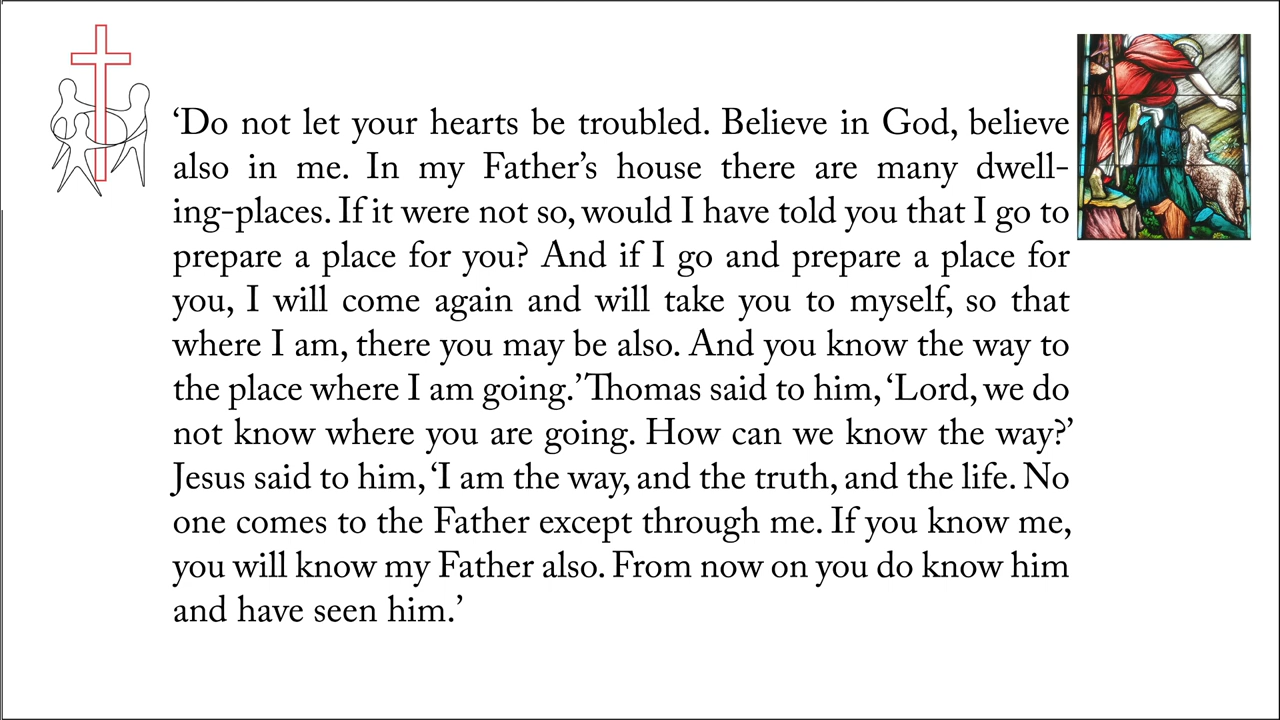 ‘Do not let your hearts be troubled. Believe in God, believe
also in me. In my Father’s house there are many dwell-
ing-places. If it were not so, would I have told you that I go to
prepare a place for you? And if I go and prepare a place for
you, I will come again and will take you to myself, so that
where I am, there you may be also. And you know the way to
the place where I am going.’ Thomas said to him, ‘Lord, we do
not know where you are going. How can we know the way?’
Jesus said to him, ‘I am the way, and the truth, and the life. No
one comes to the Father except through me. If you know me,
you will know my Father also. From now on you do know him
and have seen him.’